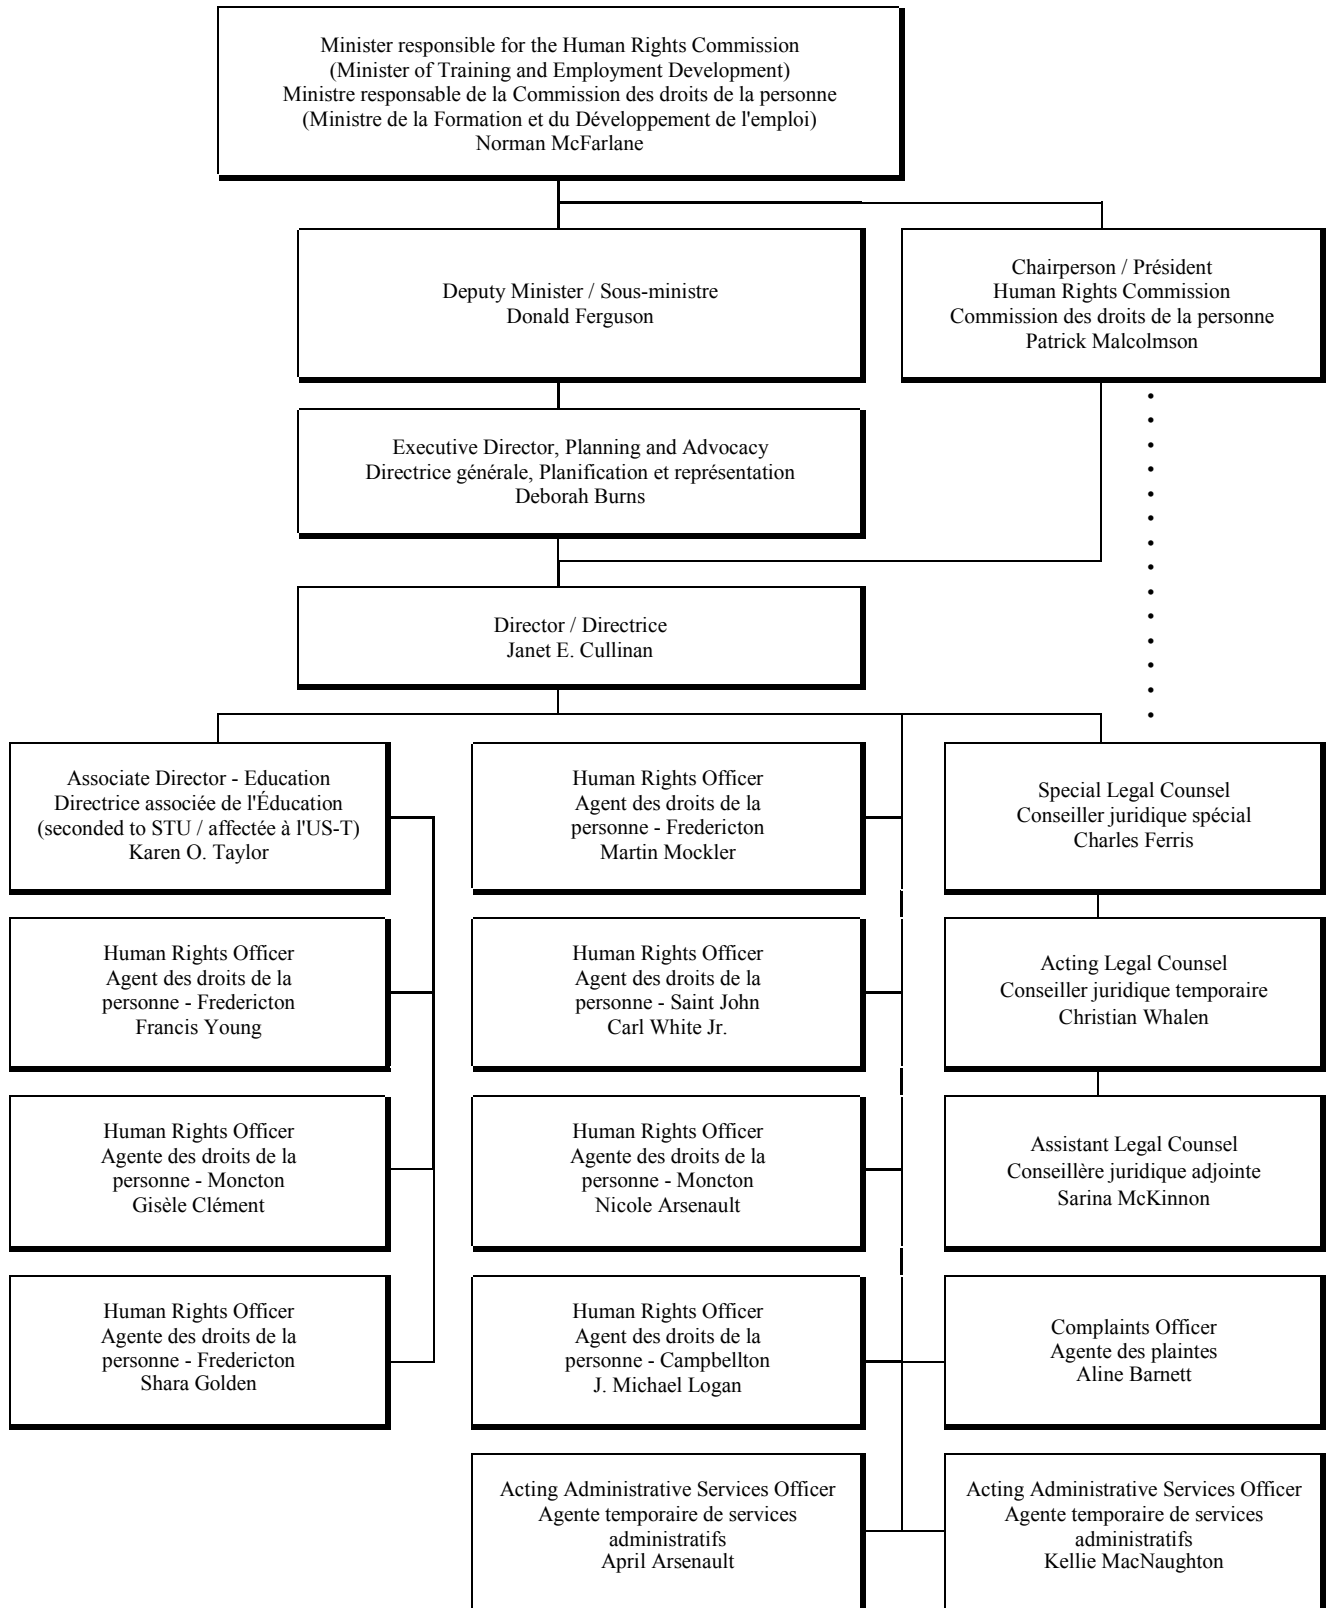 Minister responsible for the Human Rights Commission
(Minister of Training and Employment Development)
Ministre responsable de la Commission des droits de la personne
(Ministre de la Formation et du Développement de l'emploi)
Norman McFarlane
Deputy Minister / Sous-ministre
Donald Ferguson
Chairperson / Président
Human Rights Commission
Commission des droits de la personne
Patrick Malcolmson
Executive Director, Planning and Advocacy
Directrice générale, Planification et représentation
Deborah Burns
Director / Directrice
Janet E. Cullinan
Associate Director - Education
Directrice associée de l'Éducation
(seconded to STU / affectée à l'US-T)
Karen O. Taylor
Human Rights Officer
Agent des droits de la
personne - Fredericton
Martin Mockler
Special Legal Counsel
Conseiller juridique spécial
Charles Ferris
Human Rights Officer
Agent des droits de la
personne - Fredericton
Francis Young
Human Rights Officer
Agent des droits de la
personne - Saint John
Carl White Jr.
Acting Legal Counsel
Conseiller juridique temporaire
Christian Whalen
Human Rights Officer
Agente des droits de la
personne - Moncton
Gisèle Clément
Human Rights Officer
Agente des droits de la
personne - Moncton
Nicole Arsenault
Assistant Legal Counsel
Conseillère juridique adjointe
Sarina McKinnon
Human Rights Officer
Agente des droits de la
personne - Fredericton
Shara Golden
Human Rights Officer
Agent des droits de la
personne - Campbellton
J. Michael Logan
Complaints Officer
Agente des plaintes
Aline Barnett
Acting Administrative Services Officer
Agente temporaire de services
administratifs
April Arsenault
Acting Administrative Services Officer
Agente temporaire de services
administratifs
Kellie MacNaughton